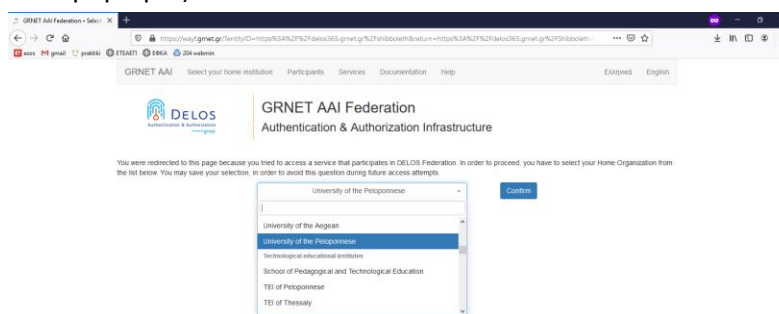 GRNET AAI Federation • Select
https://wayf.grnet.gr/?entityID=https%3A%2F%2Fdelos365.grnet.gr%2Fshibboleth&return=https%3A%2F%2Fdelos365.grnet.gr%2FShibboleth.
asos gmail praktiki ETEAEП ΕΦΚΑ 204 webmin
GRNET AAI Select your home institution Participants Services Documentation Help Ελληνικά English
DELOS
Authentication & Authorization
GRNET AAI Federation
Authentication & Authorization Infrastructure
You were redirected to this page because you tried to access a service that participates in DELOS Federation. In order to proceed, you have to select your Home Organization from
the list below. You may save your selection, in order to avoid this question during future access attempts
University of the Peloponnese
Confirm
University of the Aegean
University of the Peloponnese
Technological educational institutes
School of Pedagogical and Technological Education
TEI of Peloponnese
TEI of Thessaly